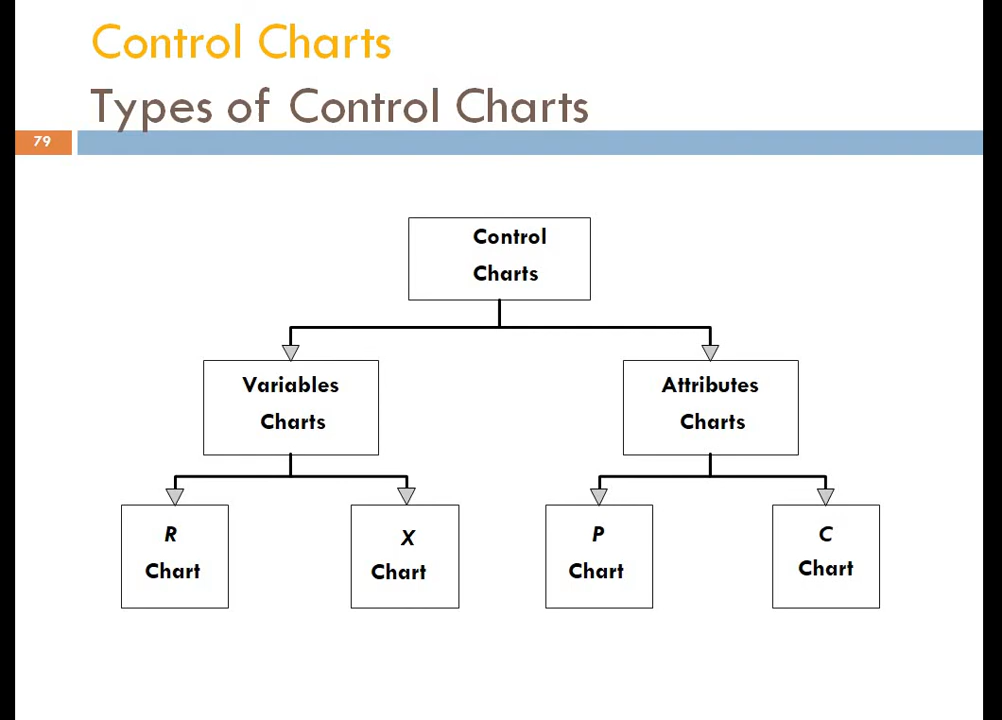 Control Charts
Types of Control Charts
79
Control
Charts
Variables
Charts
Attributes
Charts
R
Chart
X
Chart
P
Chart
C
Chart